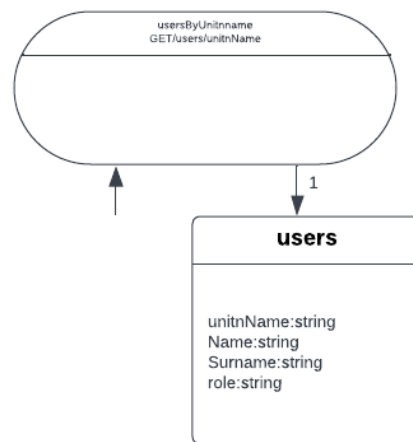 usersByUnitnname
GET/users/unitnName
1
users
unitnName:string
Name:string
Surname:string
role:string